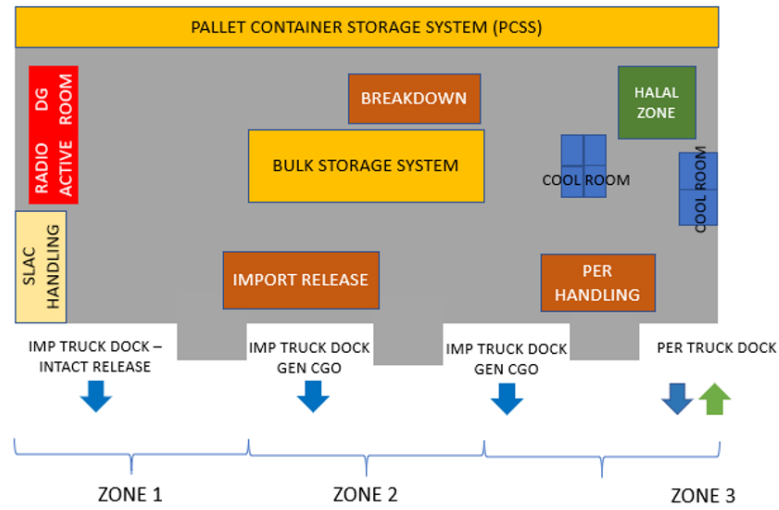 PALLET CONTAINER STORAGE SYSTEM (PCSS)
RADIO DG
ACTIVE ROOM
BREAKDOWN
HALAL
ZONE
BULK STORAGE SYSTEM
COOL ROOM
COOL ROOM
SLAC
HANDLING
IMPORT RELEASE
PER
HANDLING
IMP TRUCK DOCK –
INTACT RELEASE
IMP TRUCK DOCK
GEN CGO
IMP TRUCK DOCK
GEN CGO
PER TRUCK DOCK
ZONE 1
ZONE 2
ZONE 3